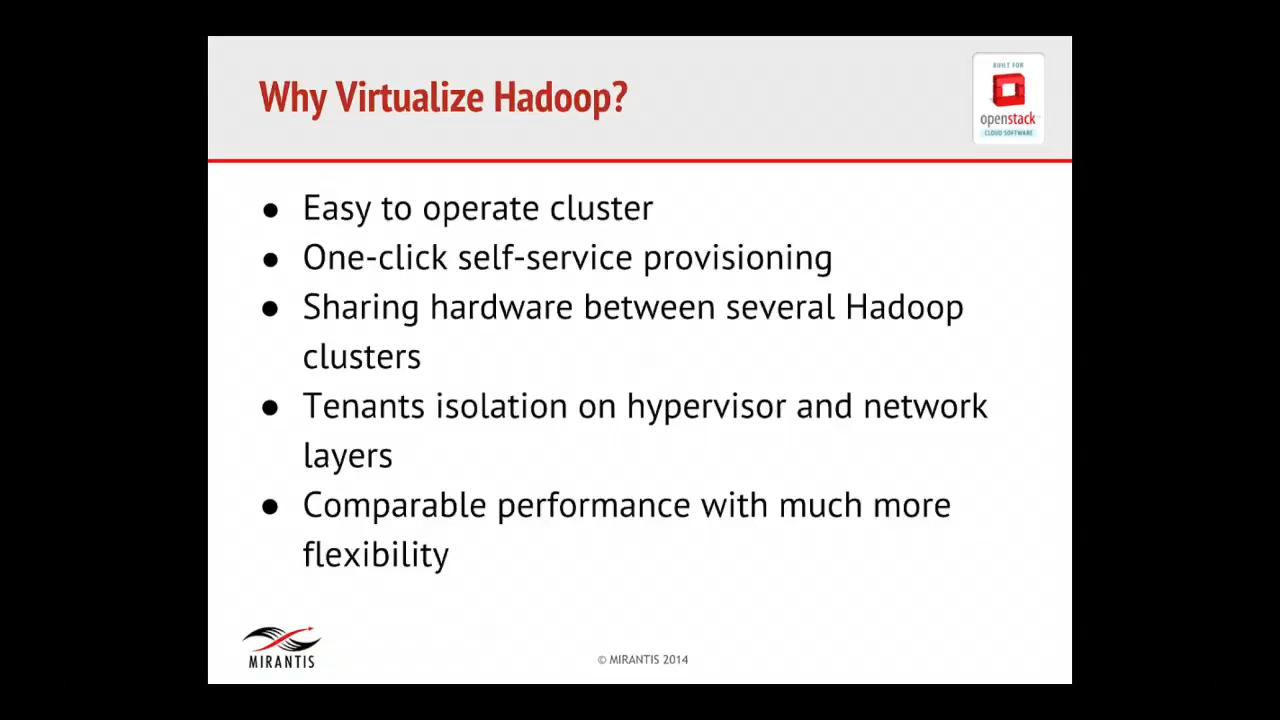 Why Virtualize Hadoop?
BUILT FOR
openstack
CLOUD SOFTWARE
● Easy to operate cluster
● One-click self-service provisioning
● Sharing hardware between several Hadoop
clusters
● Tenants isolation on hypervisor and network
layers
● Comparable performance with much more
flexibility
MIRANTIS
© MIRANTIS 2014